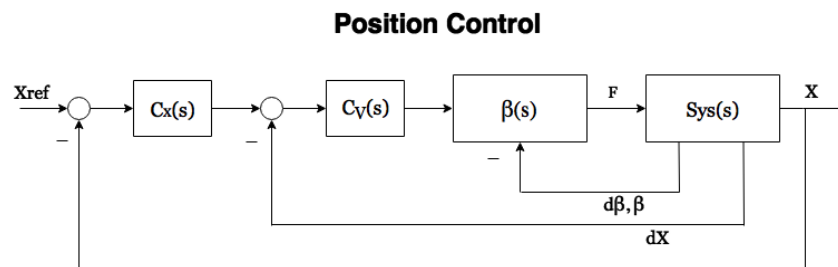 Position Control
Xref
Cx(s)
Cv(s)
β(s)
F
Sys(s)
X
−
−
−
dβ, β
dX